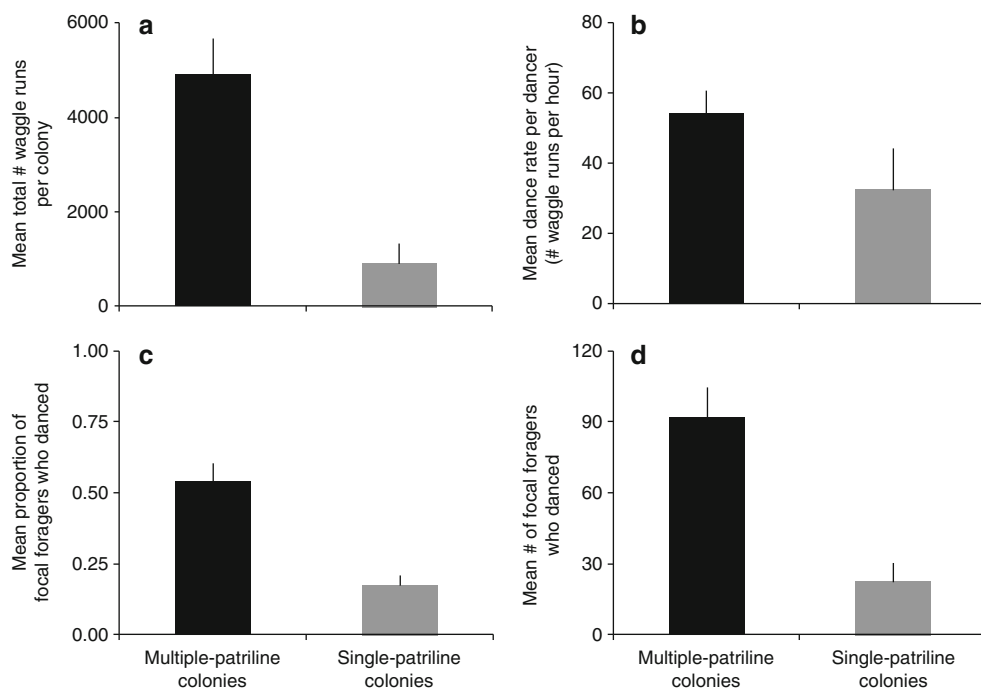 a
6000
4000
2000
0
Mean total # waggle runs
per colony
b
80
60
40
20
0
Mean dance rate per dancer
(# waggle runs per hour)
c
1.00
0.75
0.50
0.25
0.00
Mean proportion of
focal foragers who danced
Multiple-patriline
colonies
Single-patriline
colonies
d
120
90
60
30
0
Mean # of focal foragers
who danced
Multiple-patriline
colonies
Single-patriline
colonies